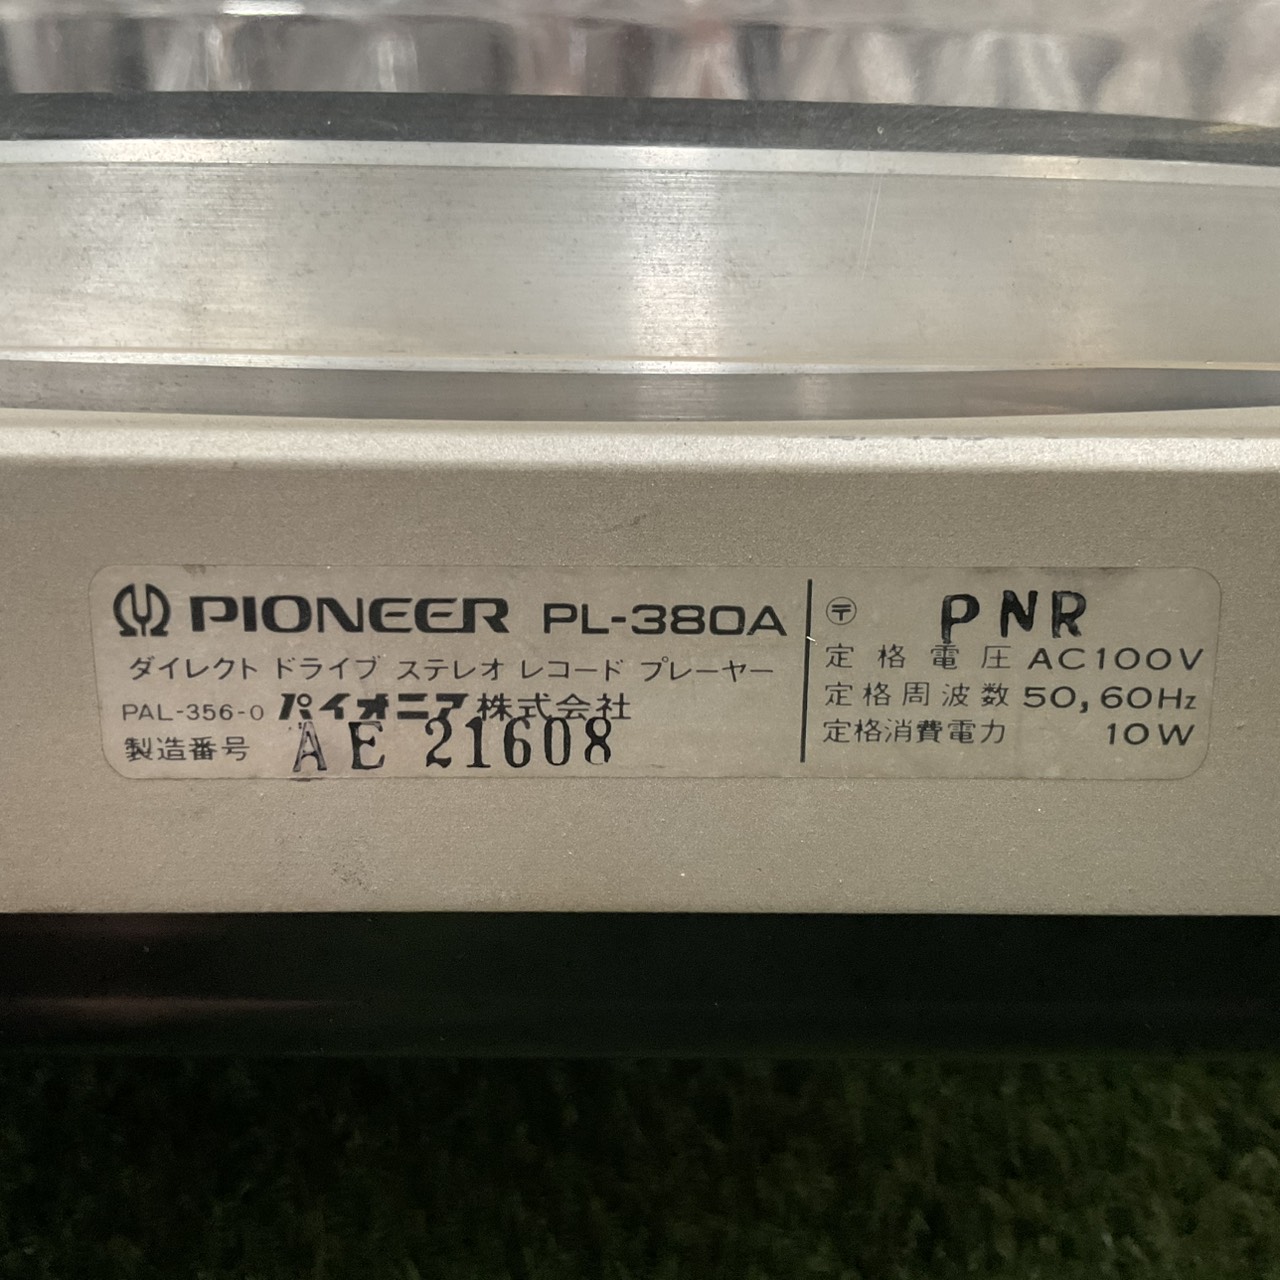 PIONEER PL-380A
ダイレクト ドライブ ステレオ レコード プレーヤー
PAL-356-0 パイオニア株式会社
製造番号 AE 21608
〒 PNR
定格電圧 AC100V
定格周波数 50,60Hz
定格消費電力 10W